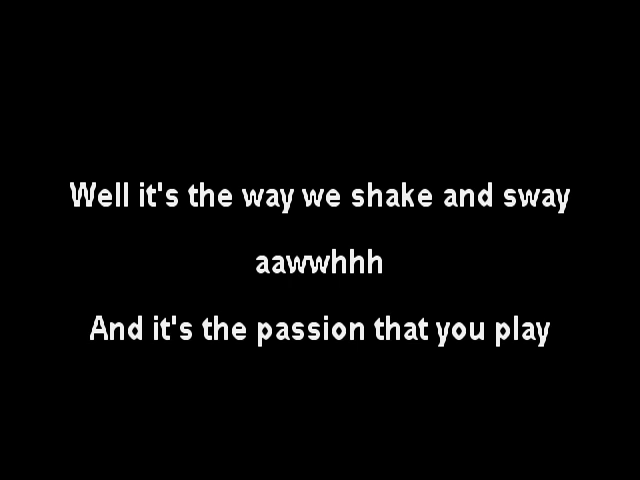 Well it's the way we shake and sway
aawwhhh
And it's the passion that you play